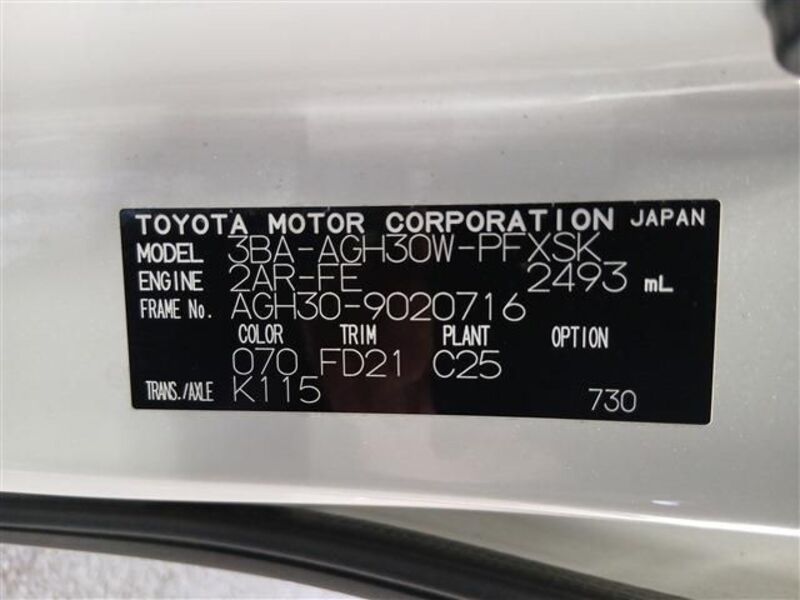 TOYOTA MOTOR CORPORATION JAPAN
MODEL 3BA-AGH30W-PFXSK
ENGINE 2AR-FE 2493 mL
FRAME No. AGH30-9020716
COLOR TRIM PLANT OPTION
070 FD21 C25
TRANS./AXLE K115 730